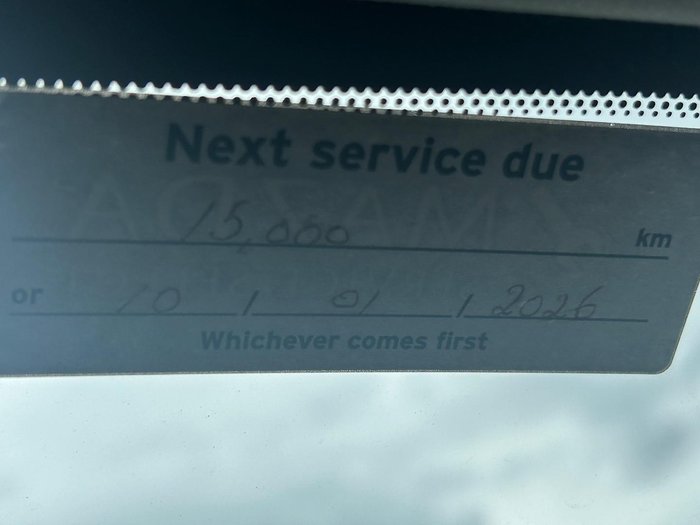 Next service due
15,000 km
or 10 / 01 / 2026
Whichever comes first